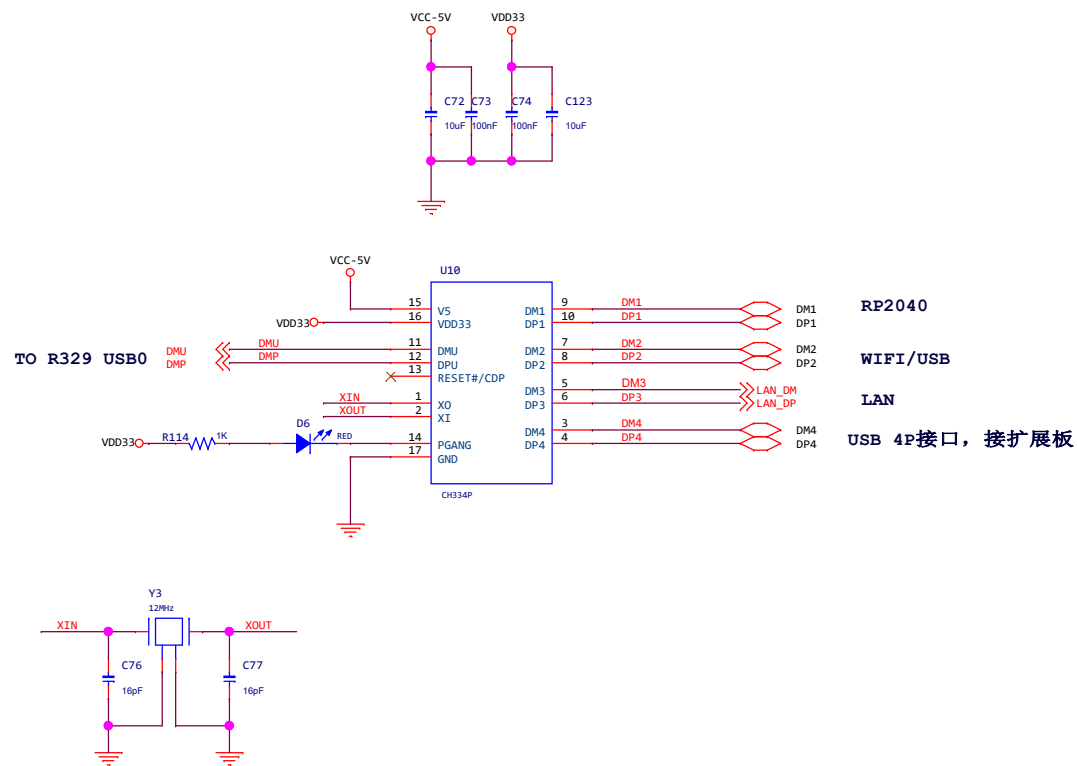 VCC-5V VDD33
C72 C73 C74 C123
10uF 100nF 100nF 10uF
VCC-5V
U10
15 V5
16 VDD33
VDD33
11 DMU
DMU
12 DPU
DMP
13 RESET#/CDP
1 XO
XIN
2 XI
XOUT
14 PGANG
17 GND
CH334P
TO R329 USB0
DMU
DMP
VDD33 R114 1K
D6
RED
DM1 9 DM1 DM1
DP1 10 DP1 DP1
RP2040
DM2 7 DM2 DM2
DP2 8 DP2 DP2
WIFI/USB
DM3 5 DM3 LAN_DM
DP3 6 DP3 LAN_DP
LAN
DM4 3 DM4 DM4
DP4 4 DP4 DP4
USB 4P接口, 接扩展板
Y3
12MHz
XIN XOUT
C76 C77
16pF 16pF